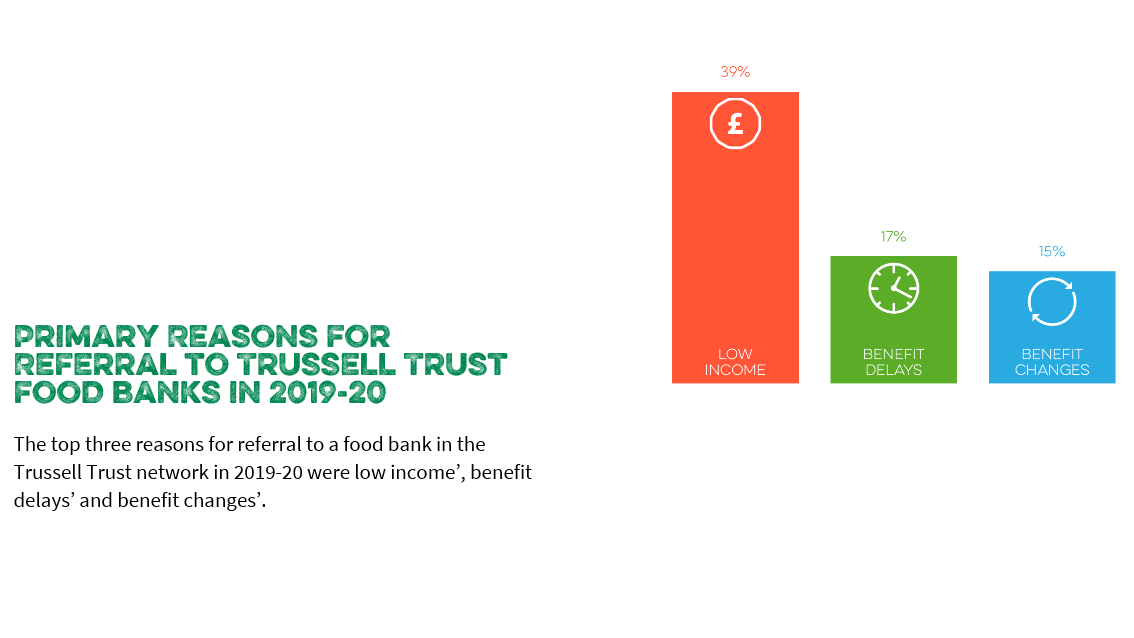 PRIMARY REASONS FOR
REFERRAL TO TRUSSELL TRUST
FOOD BANKS IN 2019-20
The top three reasons for referral to a food bank in the
Trussell Trust network in 2019-20 were low income’, benefit
delays’ and benefit changes’.
39%
£
LOW
INCOME
17%
BENEFIT
DELAYS
15%
BENEFIT
CHANGES